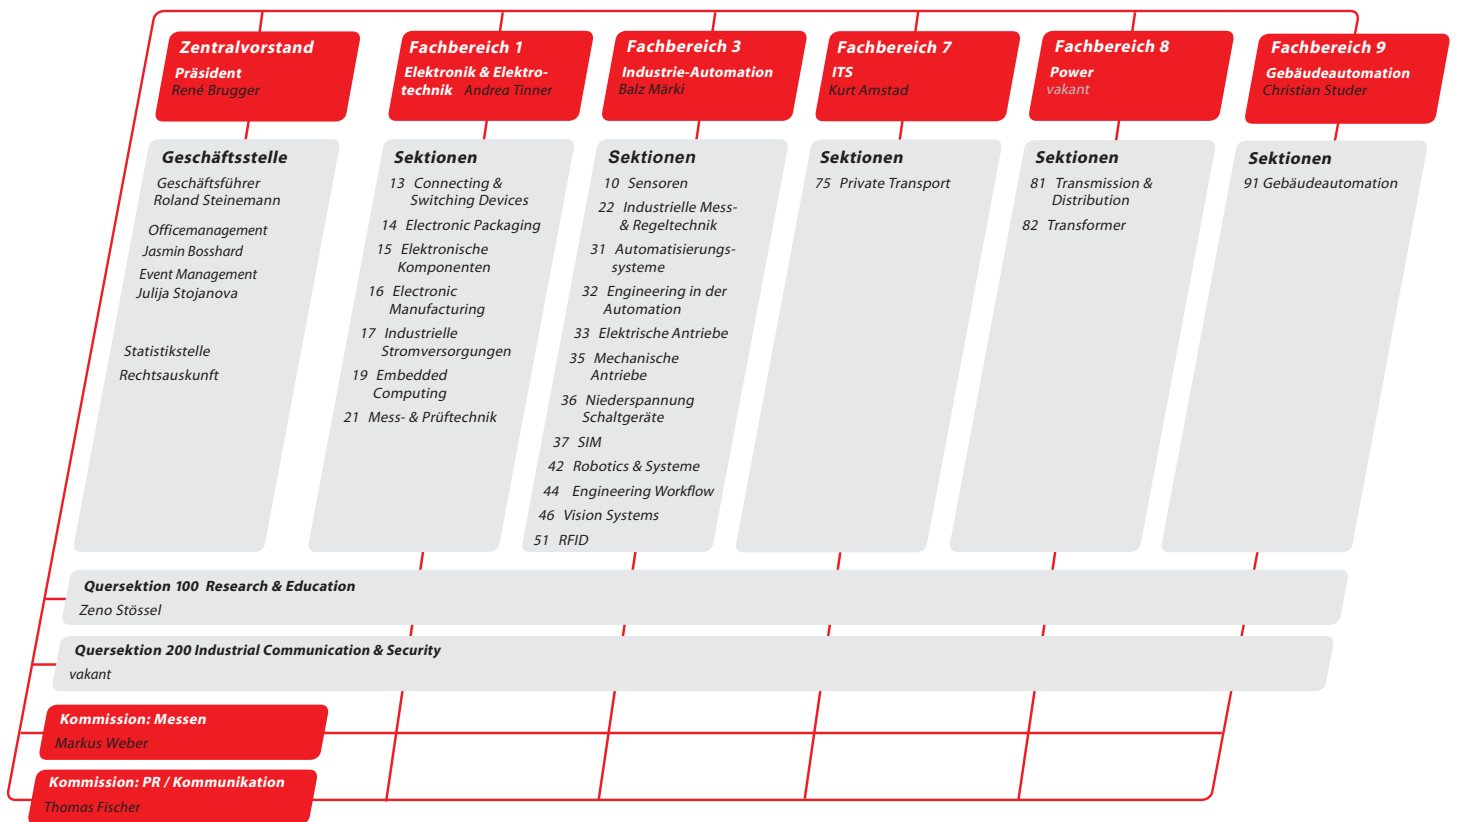 Zentralvorstand
Präsident
René Brugger
Fachbereich 1
Elektronik & Elektro-
technik Andrea Tinner
Fachbereich 3
Industrie-Automation
Balz Märki
Fachbereich 7
ITS
Kurt Amstad
Fachbereich 8
Power
vakant
Fachbereich 9
Gebäudeautomation
Christian Studer
Geschäftsstelle
Geschäftsführer
Roland Steinemann
Officemanagement
Jasmin Bosshard
Event Management
Julija Stojanova
Statistikstelle
Rechtsauskunft
Sektionen
13 Connecting &
Switching Devices
14 Electronic Packaging
15 Elektronische
Komponenten
16 Electronic
Manufacturing
17 Industrielle
Stromversorgungen
19 Embedded
Computing
21 Mess- & Prüftechnik
Sektionen
10 Sensoren
22 Industrielle Mess-
& Regeltechnik
31 Automatisierungs-
systeme
32 Engineering in der
Automation
33 Elektrische Antriebe
35 Mechanische
Antriebe
36 Niederspannung
Schaltgeräte
37 SIM
42 Robotics & Systeme
44 Engineering Workflow
46 Vision Systems
51 RFID
Sektionen
75 Private Transport
Sektionen
81 Transmission &
Distribution
82 Transformer
Sektionen
91 Gebäudeautomation
Quersektion 100 Research & Education
Zeno Stössel
Quersektion 200 Industrial Communication & Security
vakant
Kommission: Messen
Markus Weber
Kommission: PR / Kommunikation
Thomas Fischer